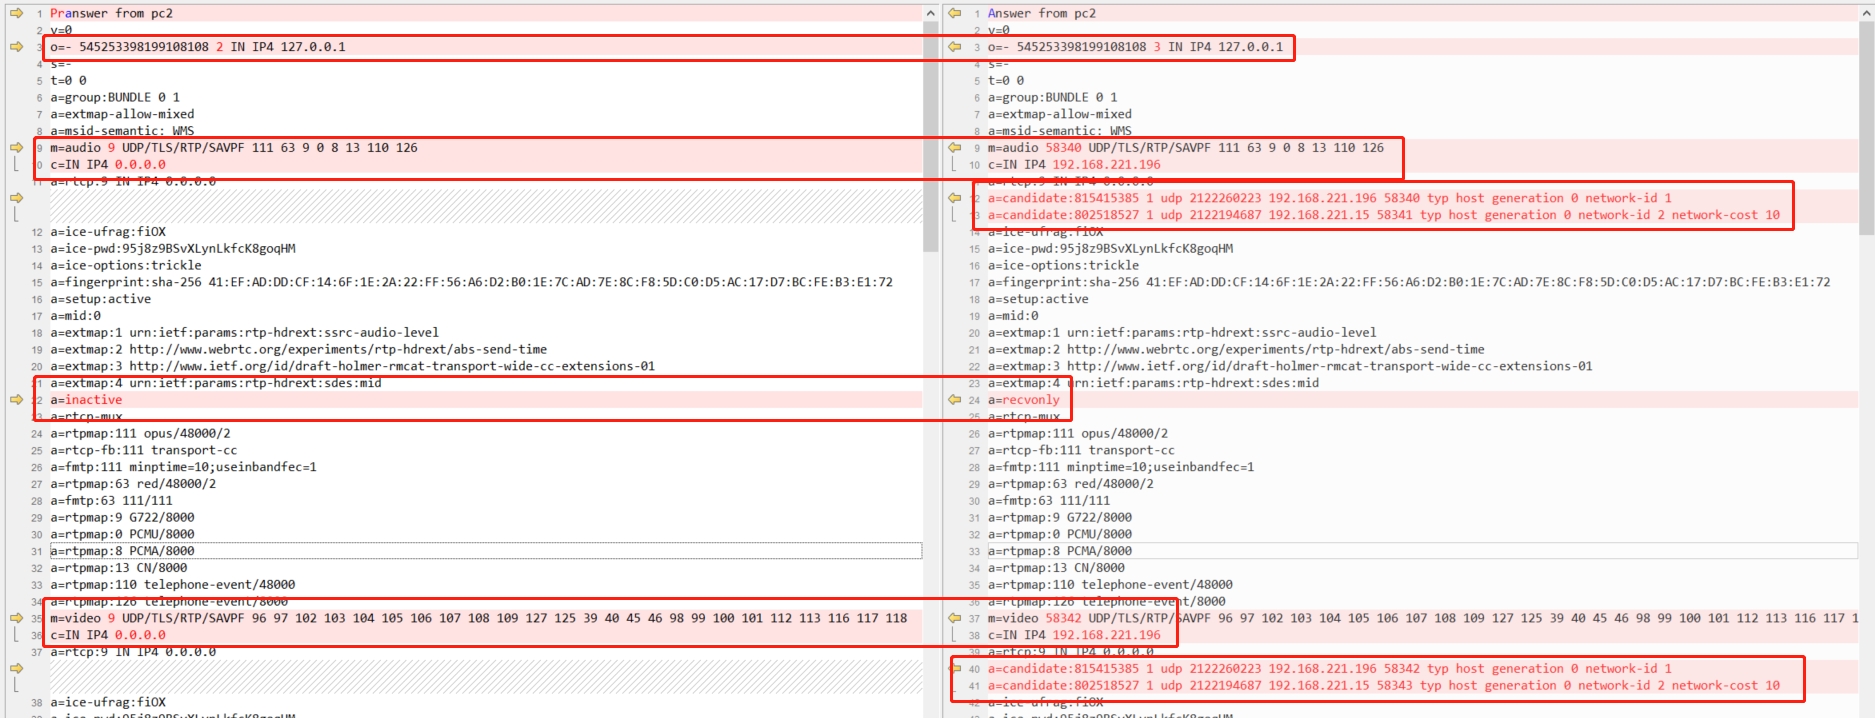 1 Pranswer from pc2
2 v=0
3 o=- 545253398199108108 2 IN IP4 127.0.0.1
4 s=-
5 t=0 0
6 a=group:BUNDLE 0 1
7 a=extmap-allow-mixed
8 a=msid-semantic: WMS
9 m=audio 9 UDP/TLS/RTP/SAVPF 111 63 9 0 8 13 110 126
10 c=IN IP4 0.0.0.0
11 a=rtcp:9 IN IP4 0.0.0.0
12 a=ice-ufrag:fiOX
13 a=ice-pwd:95j8z9BSvXLynLkfcK8goqHM
14 a=ice-options:trickle
15 a=fingerprint:sha-256 41:EF:AD:DD:CF:14:6F:1E:2A:22:FF:56:A6:D2:B0:1E:7C:AD:7E:8C:F8:5D:C0:D5:AC:17:D7:BC:FE:B3:E1:72
16 a=setup:active
17 a=mid:0
18 a=extmap:1 urn:ietf:params:rtp-hdrext:ssrc-audio-level
19 a=extmap:2 http://www.webrtc.org/experiments/rtp-hdrext/abs-send-time
20 a=extmap:3 http://www.ietf.org/id/draft-holmer-rmcat-transport-wide-cc-extensions-01
21 a=extmap:4 urn:ietf:params:rtp-hdrext:sdes:mid
22 a=inactive
23 a=rtcp-mux
24 a=rtpmap:111 opus/48000/2
25 a=rtcp-fb:111 transport-cc
26 a=fmtp:111 minptime=10;useinbandfec=1
27 a=rtpmap:63 red/48000/2
28 a=fmtp:63 111/111
29 a=rtpmap:9 G722/8000
30 a=rtpmap:0 PCMU/8000
31 a=rtpmap:8 PCMA/8000
32 a=rtpmap:13 CN/8000
33 a=rtpmap:110 telephone-event/48000
34 a=rtpmap:126 telephone-event/8000
35 m=video 9 UDP/TLS/RTP/SAVPF 96 97 102 103 104 105 106 107 108 109 127 125 39 40 45 46 98 99 100 101 112 113 116 117 118
36 c=IN IP4 0.0.0.0
37 a=rtcp:9 IN IP4 0.0.0.0
38 a=ice-ufrag:fiOX
39 a=ice-pwd:95j8z9BSvXLynLkfcK8goqHM
1 Answer from pc2
2 v=0
3 o=- 545253398199108108 3 IN IP4 127.0.0.1
4 s=-
5 t=0 0
6 a=group:BUNDLE 0 1
7 a=extmap-allow-mixed
8 a=msid-semantic: WMS
9 m=audio 58340 UDP/TLS/RTP/SAVPF 111 63 9 0 8 13 110 126
10 c=IN IP4 192.168.221.196
a=rtcp:9 IN IP4 0.0.0.0
12 a=candidate:815415385 1 udp 2122260223 192.168.221.196 58340 typ host generation 0 network-id 1
13 a=candidate:802518527 1 udp 2122194687 192.168.221.15 58341 typ host generation 0 network-id 2 network-cost 10
14 a=ice-ufrag:fiOX
15 a=ice-pwd:95j8z9BSvXLynLkfcK8goqHM
16 a=ice-options:trickle
17 a=fingerprint:sha-256 41:EF:AD:DD:CF:14:6F:1E:2A:22:FF:56:A6:D2:B0:1E:7C:AD:7E:8C:F8:5D:C0:D5:AC:17:D7:BC:FE:B3:E1:72
18 a=setup:active
19 a=mid:0
20 a=extmap:1 urn:ietf:params:rtp-hdrext:ssrc-audio-level
21 a=extmap:2 http://www.webrtc.org/experiments/rtp-hdrext/abs-send-time
22 a=extmap:3 http://www.ietf.org/id/draft-holmer-rmcat-transport-wide-cc-extensions-01
23 a=extmap:4 urn:ietf:params:rtp-hdrext:sdes:mid
24 a=recvonly
25 a=rtcp-mux
26 a=rtpmap:111 opus/48000/2
27 a=rtcp-fb:111 transport-cc
28 a=fmtp:111 minptime=10;useinbandfec=1
29 a=rtpmap:63 red/48000/2
30 a=fmtp:63 111/111
31 a=rtpmap:9 G722/8000
32 a=rtpmap:0 PCMU/8000
33 a=rtpmap:8 PCMA/8000
34 a=rtpmap:13 CN/8000
35 a=rtpmap:110 telephone-event/48000
36 a=rtpmap:126 telephone-event/8000
37 m=video 58342 UDP/TLS/RTP/SAVPF 96 97 102 103 104 105 106 107 108 109 127 125 39 40 45 46 98 99 100 101 112 113 116 117 1
38 c=IN IP4 192.168.221.196
39 a=rtcp:9 IN IP4 0.0.0.0
40 a=candidate:815415385 1 udp 2122260223 192.168.221.196 58342 typ host generation 0 network-id 1
41 a=candidate:802518527 1 udp 2122194687 192.168.221.15 58343 typ host generation 0 network-id 2 network-cost 10
42 a=ice-ufrag:fiOX
43 a=ice-pwd:95j8z9BSvXLynLkfcK8goqHM